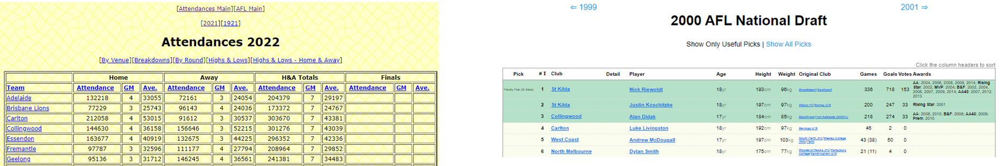 [Attendances Main][AFL Main]
[2021][1921]
Attendances 2022
[By Venue][Breakdowns][By Round][Highs & Lows][Highs & Lows - Home & Away]
Home Away H&A Totals Finals
Team Attendance GM Ave. Attendance GM Ave. Attendance GM Ave. Attendance GM Ave.
Adelaide 132218 4 33055 72161 3 24054 204379 7 29197
Brisbane Lions 77229 3 25743 96143 4 24036 173372 7 24767
Carlton 212058 4 53015 91612 3 30537 303670 7 43381
Collingwood 144630 4 36158 156646 3 52215 301276 7 43039
Essendon 163677 4 40919 132675 3 44225 296352 7 42336
Fremantle 97787 3 32596 111177 4 27794 208964 7 29852
Geelong 95136 3 31712 146245 4 36561 241381 7 34483
⇐ 1999
2001 ⇒
2000 AFL National Draft
Show Only Useful Picks | Show All Picks
Click the column headers to sort
Pick # Club Detail Player Age Height Weight Original Club Games Goals Votes Awards
Priority Pick (St Kilda) 1 St Kilda Nick Riewoldt 18yr 193cm 96kg Broadbeach/Southport 336 718 153 AA: 2004, 2006, 2008, 2009, 2014; Rising
Star: 2002; MVP: 2004; B&F: 2002, 2004,
2006, 2007, 2009, 2014; AA40: 2007, 2012,
2013
2 St Kilda Justin Koschitzke 18yr 197cm 97kg Albury FC/Murray U18 200 247 33 Rising Star: 2001
3 Collingwood Alan Didak 17yr 184cm 85kg Blackfriars/Port Adelaide (SANFL) 218 274 33 AA: 2006, 2010; B&F: 2006; AA40: 2009;
Prem: 2010
4 Carlton Luke Livingston 18yr 192cm 97kg Bendigo U18 46 2 0
5 West Coast Andrew McDougall 17yr 197cm 103kg South Perth JFC/Wesley College
(WA)/Perth 43 (38) 50 0
6 North Melbourne Dylan Smith 18yr 175cm 77kg Woodend Hawks JFC/Haileybury
College/Sandringham U18 21 (11) 4 0